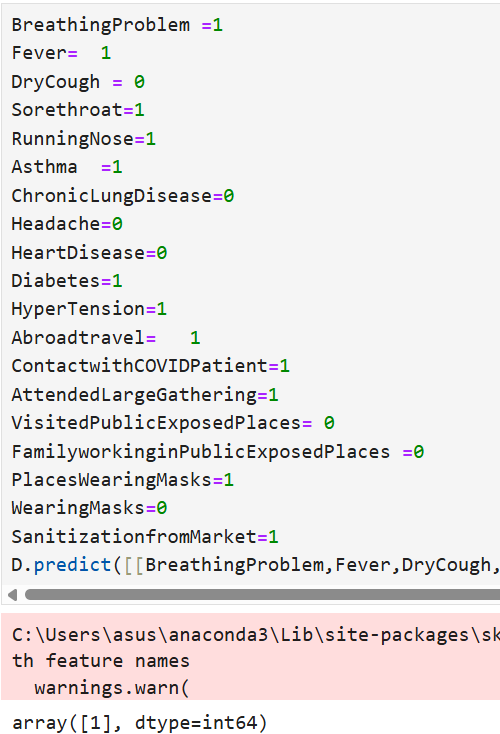 BreathingProblem =1
Fever=  1
DryCough = 0
Sorethroat=1
RunningNose=1
Asthma  =1
ChronicLungDisease=0
Headache=0
HeartDisease=0
Diabetes=1
HyperTension=1
Abroadtravel=   1
ContactwithCOVIDPatient=1
AttendedLargeGathering=1
VisitedPublicExposedPlaces= 0
FamilyworkinginPublicExposedPlaces =0
PlacesWearingMasks=1
WearingMasks=0
SanitizationfromMarket=1
D.predict([[BreathingProblem,Fever,DryCough,
C:\Users\asus\anaconda3\Lib\site-packages\sk
th feature names
  warnings.warn(
array([1], dtype=int64)